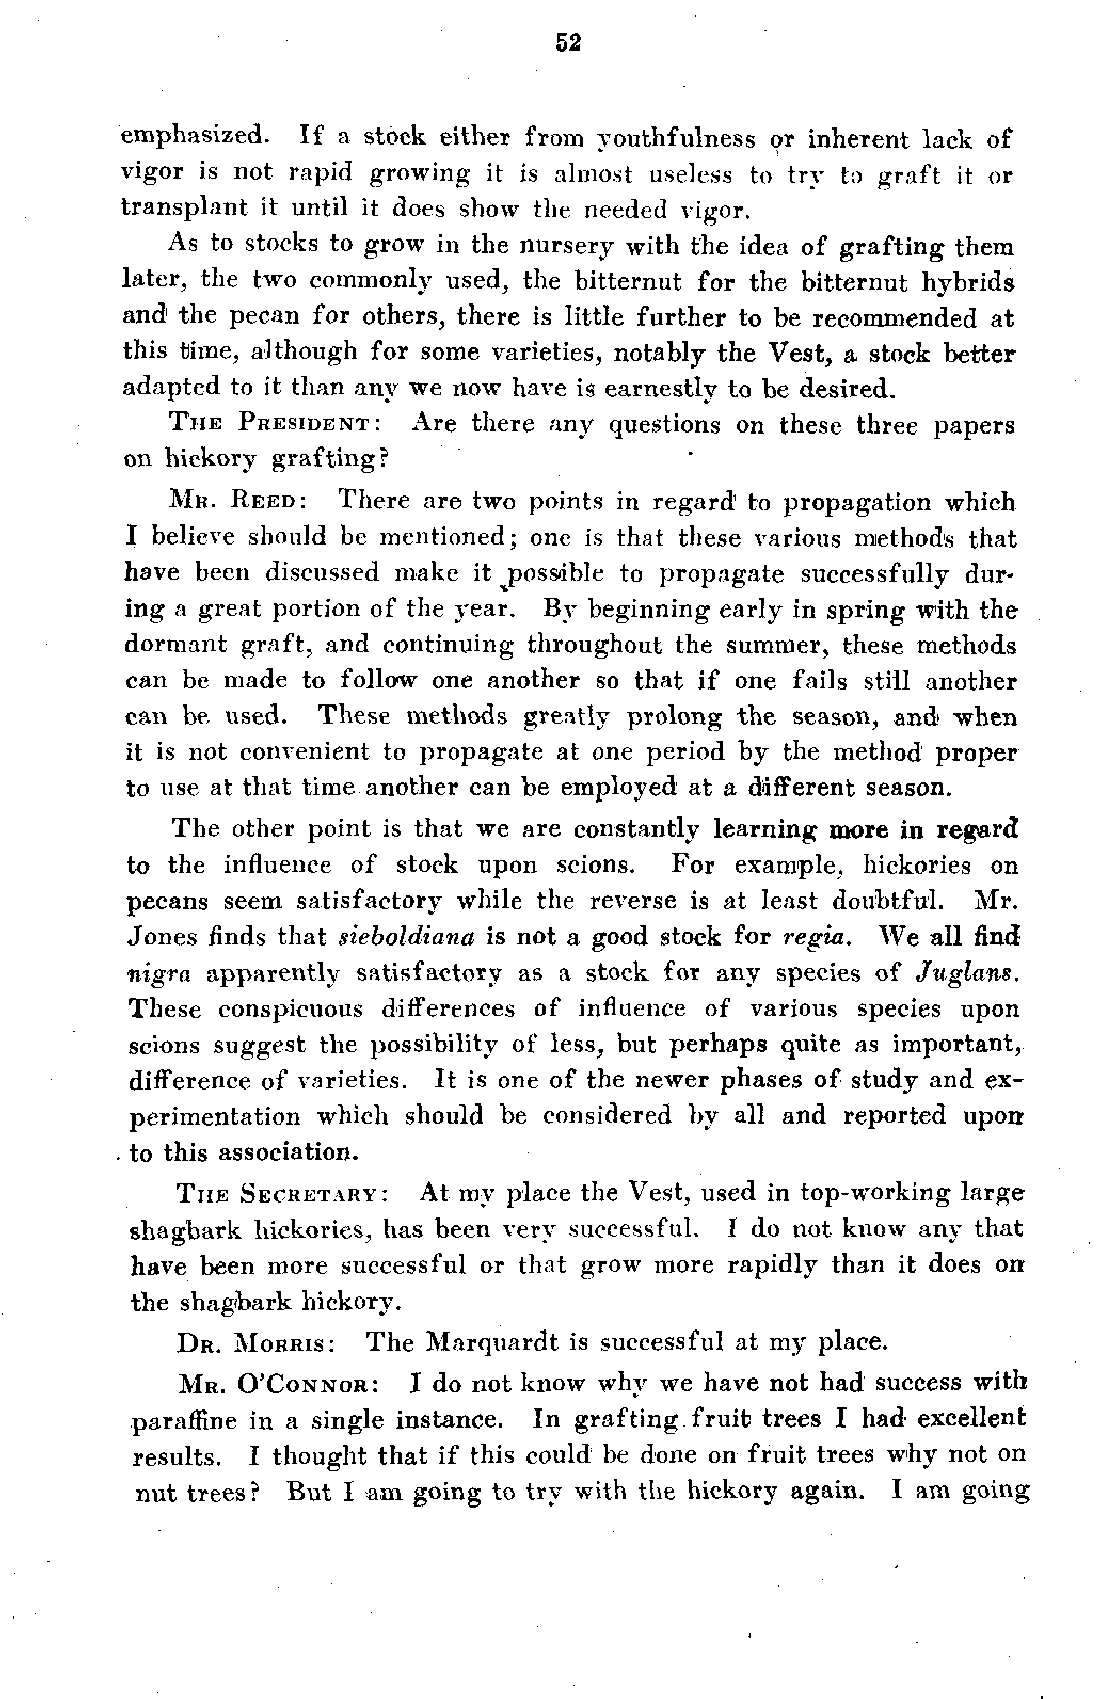 52
emphasized. If a stock either from youthfulness or inherent lack of
vigor is not rapid growing it is almost useless to try to graft it or
transplant it until it does show the needed vigor.
As to stocks to grow in the nursery with the idea of grafting them
later, the two commonly used, the bitternut for the bitternut hybrids
and the pecan for others, there is little further to be recommended at
this time, although for some varieties, notably the Vest, a stock better
adapted to it than any we now have is earnestly to be desired.
THE PRESIDENT: Are there any questions on these three papers
on hickory grafting?
MR. REED: There are two points in regard to propagation which
I believe should be mentioned; one is that these various methods that
have been discussed make it possible to propagate successfully dur-
ing a great portion of the year. By beginning early in spring with the
dormant graft, and continuing throughout the summer, these methods
can be made to follow one another so that if one fails still another
can be used. These methods greatly prolong the season, and when
it is not convenient to propagate at one period by the method proper
to use at that time another can be employed at a different season.
The other point is that we are constantly learning more in regard
to the influence of stock upon scions. For example, hickories on
pecans seem satisfactory while the reverse is at least doubtful. Mr.
Jones finds that sieboldiana is not a good stock for regia. We all find
nigra apparently satisfactory as a stock for any species of Juglans.
These conspicuous differences of influence of various species upon
scions suggest the possibility of less, but perhaps quite as important,
difference of varieties. It is one of the newer phases of study and ex-
perimentation which should be considered by all and reported upon
to this association.
THE SECRETARY: At my place the Vest, used in top-working large
shagbark hickories, has been very successful. I do not know any that
have been more successful or that grow more rapidly than it does on
the shagbark hickory.
DR. MORRIS: The Marquardt is successful at my place.
MR. O'CONNOR: I do not know why we have not had success with
paraffine in a single instance. In grafting fruit trees I had excellent
results. I thought that if this could be done on fruit trees why not on
nut trees? But I am going to try with the hickory again. I am going